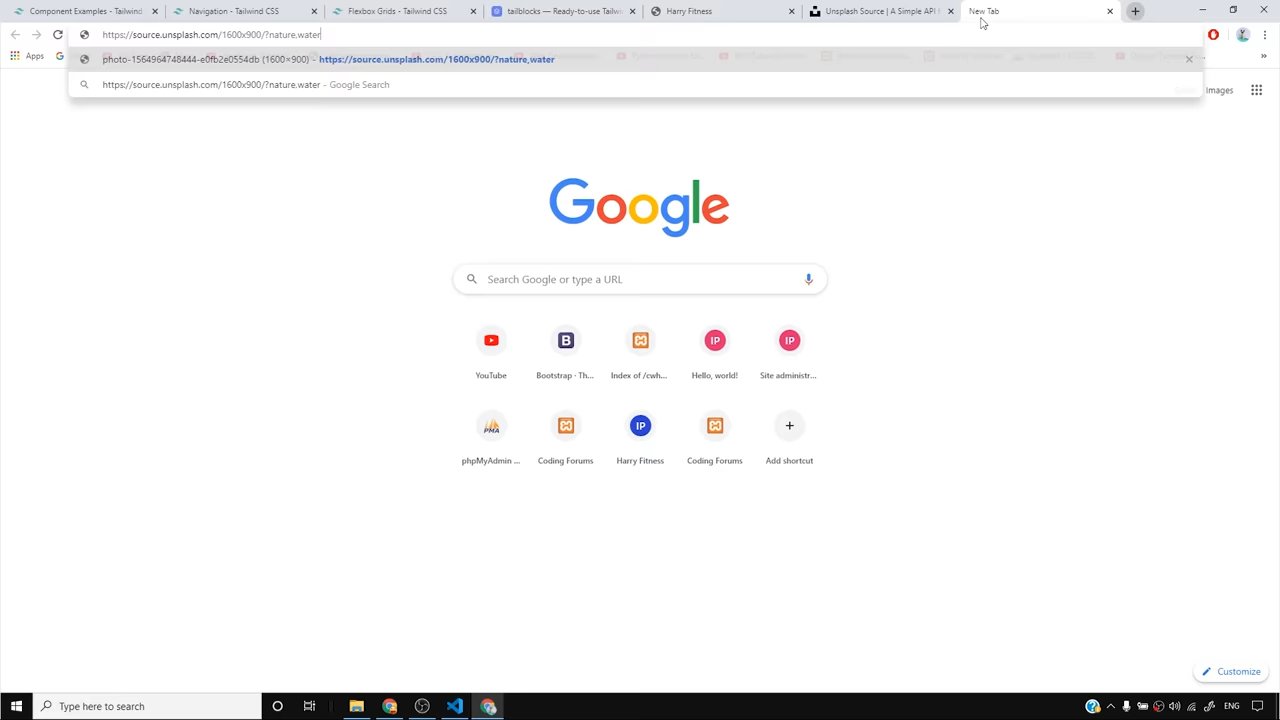 Component Examples - Tailwind
Navigation - Tailwind CSS
Flexbox Grids - Tailwind CSS
tailblocks — Ready-to-use Tailwin
Harry Fitness
Unsplash Source | A Simple API f
New Tab
https://source.unsplash.com/1600x900/?nature.water
Apps
photo-1564964748444-e0fb2e0554db (1600×900) - https://source.unsplash.com/1600x900/?nature,water
https://source.unsplash.com/1600x900/?nature.water - Google Search
Images
Google
Search Google or type a URL
YouTube
Bootstrap · Th...
Index of /cwh...
Hello, world!
Site administr...
phpMyAdmin ...
Coding Forums
Harry Fitness
Coding Forums
Add shortcut
Customize
Type here to search
ENG